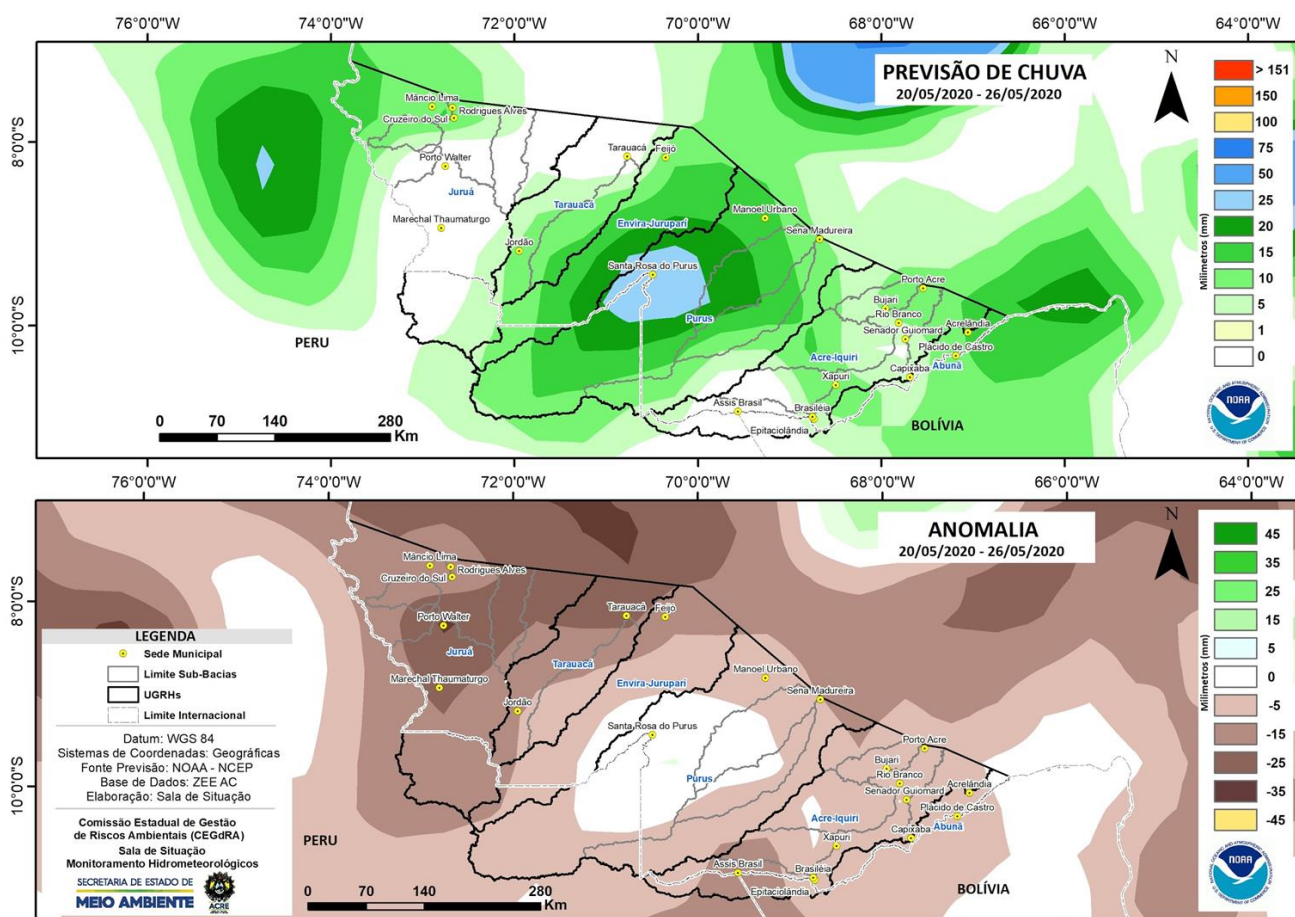 76°0'0"W 74°0'0"W 72°0'0"W 70°0'0"W 68°0'0"W 66°0'0"W 64°0'0"W
PREVISÃO DE CHUVA
20/05/2020 - 26/05/2020
N
8°0'0"S
10°0'0"S
Mâncio Lima
Rodrigues Alves
Cruzeiro do Sul
Porto Walter
Juruá
Marechal Thaumaturgo
Tarauacá
Feijó
Tarauacá
Envira-Jurupari
Jordão
Manoel Urbano
Sena Madureira
Santa Rosa do Purus
Purus
Porto Acre
Bujari
Rio Branco
Senador Guiomard
Acrelândia
Plácido de Castro
Acre-Iquiri
Abunã
Xapuri
Capixaba
Assis Brasil
Brasiléia
Epitaciolândia
PERU
BOLÍVIA
0 70 140 280
Km
Milimetros (mm)
> 151
150
100
75
50
25
20
15
10
5
1
0
NOAA
76°0'0"W 74°0'0"W 72°0'0"W 70°0'0"W 68°0'0"W 66°0'0"W 64°0'0"W
ANOMALIA
20/05/2020 - 26/05/2020
N
8°0'0"S
10°0'0"S
Mâncio Lima
Rodrigues Alves
Cruzeiro do Sul
Porto Walter
Juruá
Marechal Thaumaturgo
Tarauacá
Feijó
Tarauacá
Envira-Jurupari
Jordão
Manoel Urbano
Sena Madureira
Santa Rosa do Purus
Purus
Porto Acre
Bujari
Rio Branco
Senador Guiomard
Acrelândia
Plácido de Castro
Acre-Iquiri
Abunã
Xapuri
Capixaba
Assis Brasil
Brasiléia
Epitaciolândia
PERU
BOLÍVIA
0 70 140 280
Km
Milimetros (mm)
45
35
25
15
5
0
-5
-15
-25
-35
-45
NOAA
LEGENDA
Sede Municipal
Limite Sub-Bacias
UGRHs
Limite Internacional
Datum: WGS 84
Sistemas de Coordenadas: Geográficas
Fonte Previsão: NOAA - NCEP
Base de Dados: ZEE AC
Elaboração: Sala de Situação
Comissão Estadual de Gestão
de Riscos Ambientais (CEGdRA)
Sala de Situação
Monitoramento Hidrometeorológicos
SECRETARIA DE ESTADO DE
MEIO AMBIENTE
ACRE